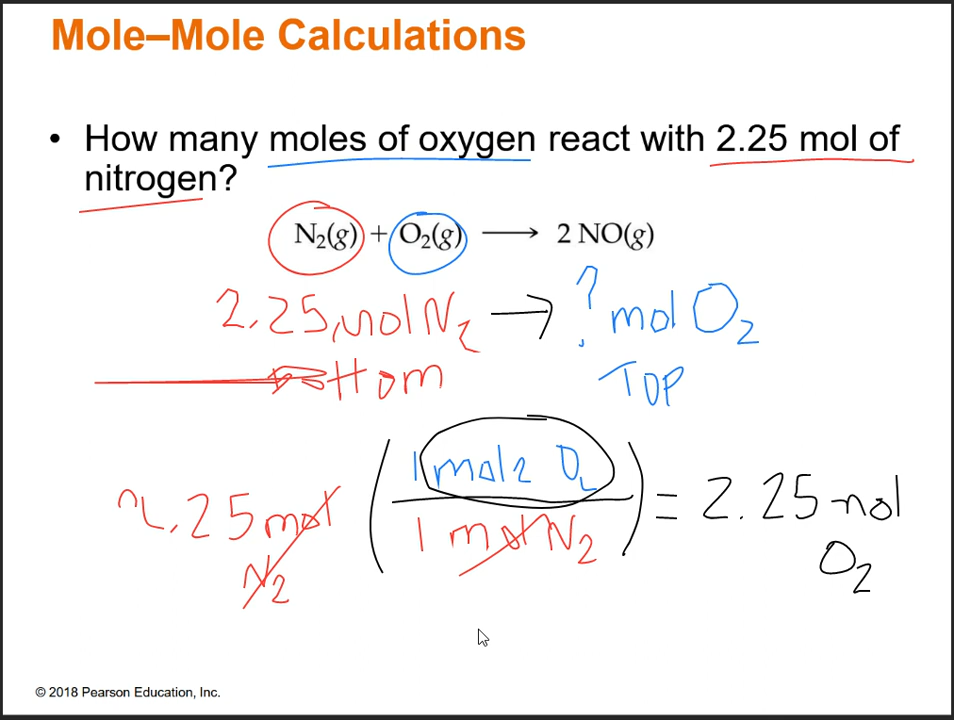 Mole–Mole Calculations
• How many moles of oxygen react with 2.25 mol of
nitrogen?
N₂(g) + O₂(g) ⟶ 2 NO(g)
2.25 mol N₂ → ? mol O₂
Bottom TOP
2.25 mol N₂ (1 mol O₂ / 1 mol N₂) = 2.25 mol
O₂
© 2018 Pearson Education, Inc.